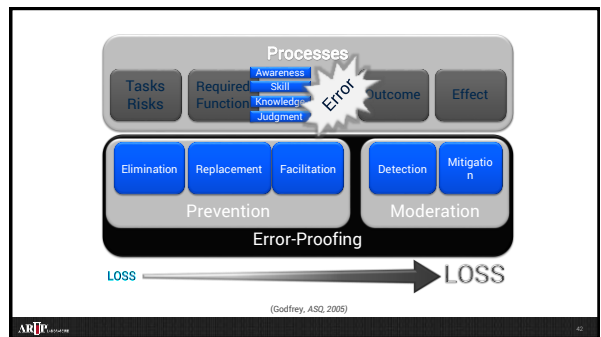 Processes
Tasks
Risks
Required
Function
Awareness
Skill
Knowledge
Judgment
Error
Outcome
Effect
Elimination
Replacement
Facilitation
Detection
Mitigatio
n
Prevention
Moderation
Error-Proofing
LOSS
LOSS
(Godfrey, ASQ, 2005)
ARUP LABORATORIES
42